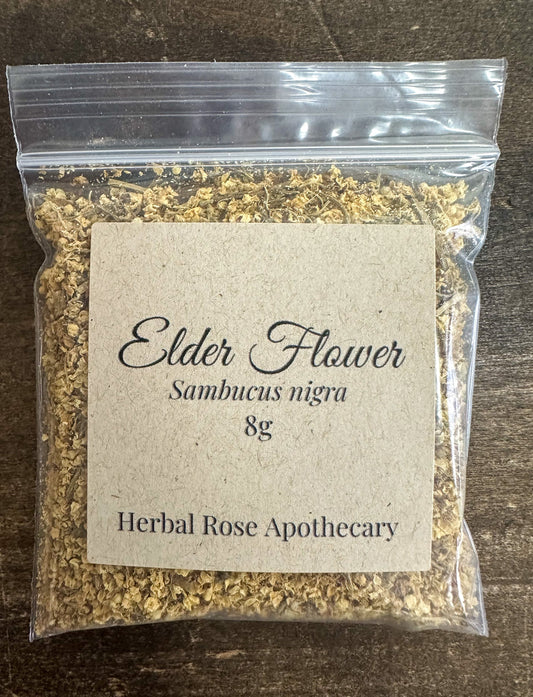 Elder Flower
Sambucus nigra
8g
Herbal Rose Apothecary